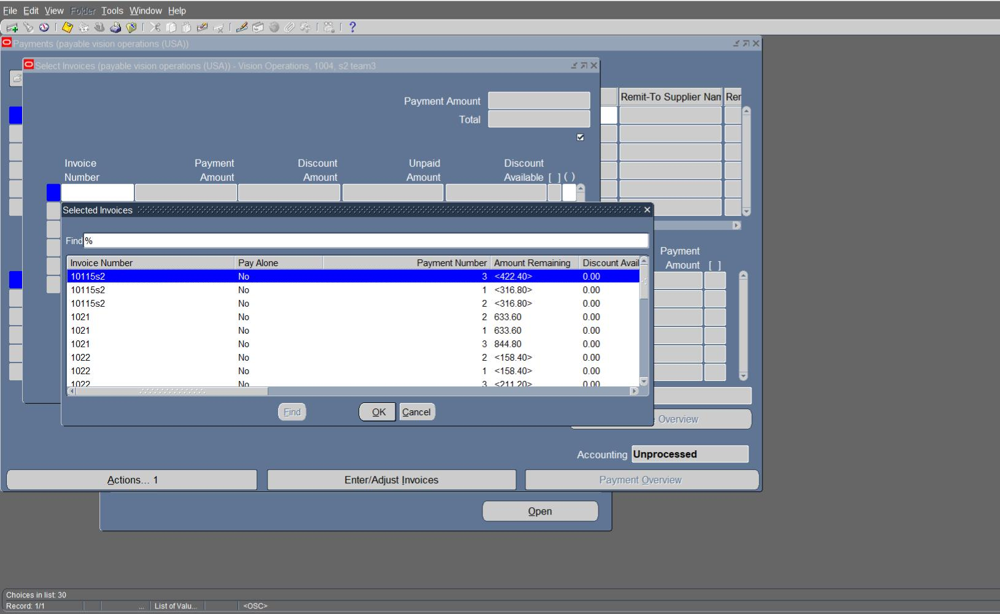 File Edit View Folder Tools Window Help
Payments (payable vision operations (USA))
Select Invoices (payable vision operations (USA)) - Vision Operations, 1004, s2 team3
Payment Amount
Total
Remit-To Supplier Nam Rer
Invoice Number
Payment Amount
Discount Amount
Unpaid Amount
Discount Available [ ] ( )
Selected Invoices
Find %
Invoice Number Pay Alone Payment Number Amount Remaining Discount Avail
10115s2 No 3 <422.40> 0.00
10115s2 No 1 <316.80> 0.00
10115s2 No 2 <316.80> 0.00
1021 No 2 633.60 0.00
1021 No 1 633.60 0.00
1021 No 3 844.80 0.00
1022 No 2 <158.40> 0.00
1022 No 1 <158.40> 0.00
1022 No 3 <211.20> 0.00
Find OK Cancel
Payment
Amount [ ]
Overview
Accounting Unprocessed
Actions... 1 Enter/Adjust Invoices Payment Overview
Open
Choices in list: 30
Record: 1/1 ... List of Valu... <OSC>